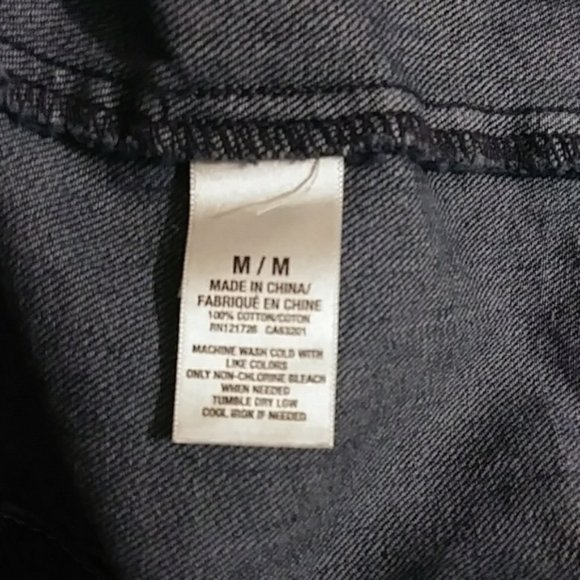 M / M
MADE IN CHINA/
FABRIQUÉ EN CHINE
100% COTTON/COTON
RN121726 CA63201
MACHINE WASH COLD WITH
LIKE COLORS
ONLY NON-CHLORINE BLEACH
WHEN NEEDED
TUMBLE DRY LOW
COOL IRON IF NEEDED